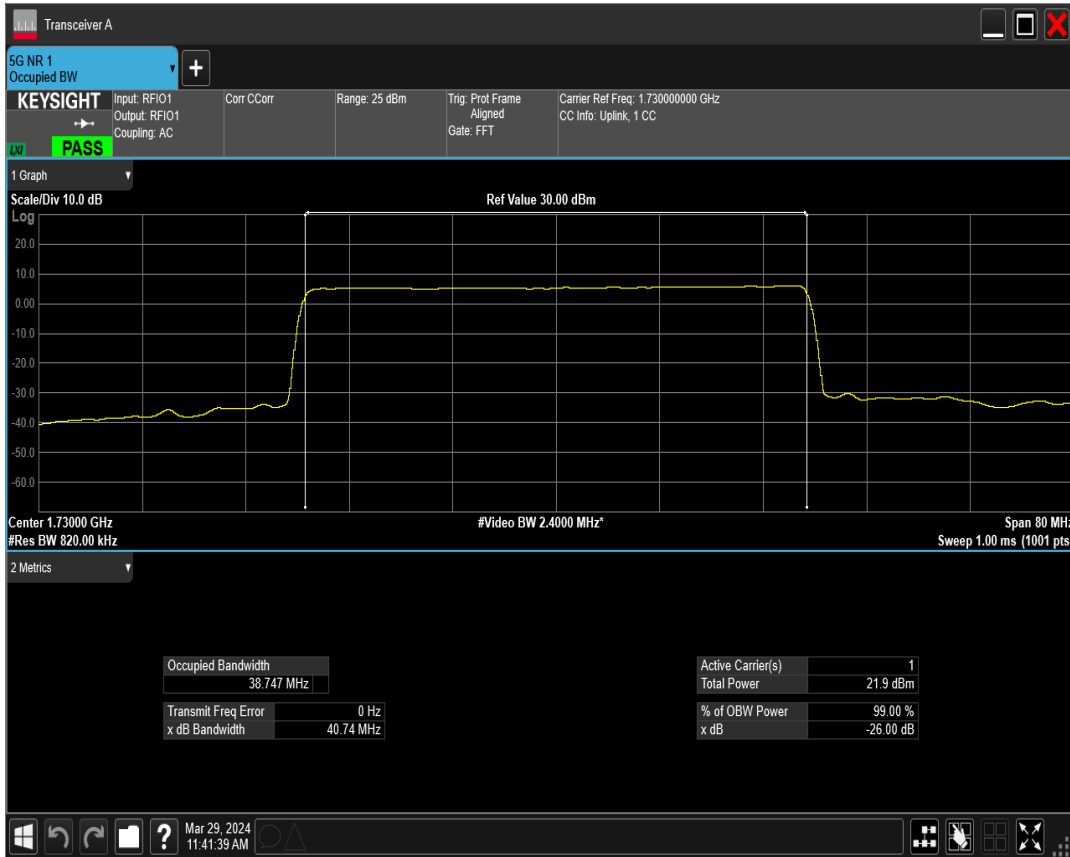 Transceiver A
5G NR 1
Occupied BW
KEYSIGHT
LXI
PASS
Input: RFIO1
Output: RFIO1
Coupling: AC
Corr CCorr
Range: 25 dBm
Trig: Prot Frame
Aligned
Gate: FFT
Carrier Ref Freq: 1.730000000 GHz
CC Info: Uplink, 1 CC
1 Graph
Scale/Div 10.0 dB
Ref Value 30.00 dBm
Log
20.0
10.0
0.00
-10.0
-20.0
-30.0
-40.0
-50.0
-60.0
Center 1.73000 GHz
#Video BW 2.4000 MHz*
Span 80 MHz
#Res BW 820.00 kHz
Sweep 1.00 ms (1001 pts
2 Metrics
Occupied Bandwidth
38.747 MHz
Transmit Freq Error 0 Hz
x dB Bandwidth 40.74 MHz
Active Carrier(s) 1
Total Power 21.9 dBm
% of OBW Power 99.00 %
x dB -26.00 dB
?
Mar 29, 2024
11:41:39 AM